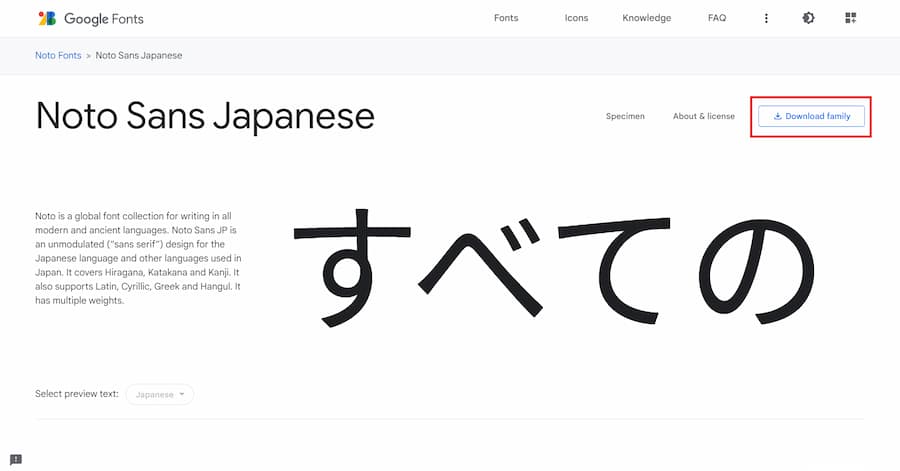 Google Fonts
Fonts
Icons
Knowledge
FAQ
Noto Fonts > Noto Sans Japanese
Noto Sans Japanese
Specimen
About & license
Download family
Noto is a global font collection for writing in all
modern and ancient languages. Noto Sans JP is
an unmodulated (“sans serif”) design for the
Japanese language and other languages used in
Japan. It covers Hiragana, Katakana and Kanji. It
also supports Latin, Cyrillic, Greek and Hangul. It
has multiple weights.
すべての
Select preview text:
Japanese